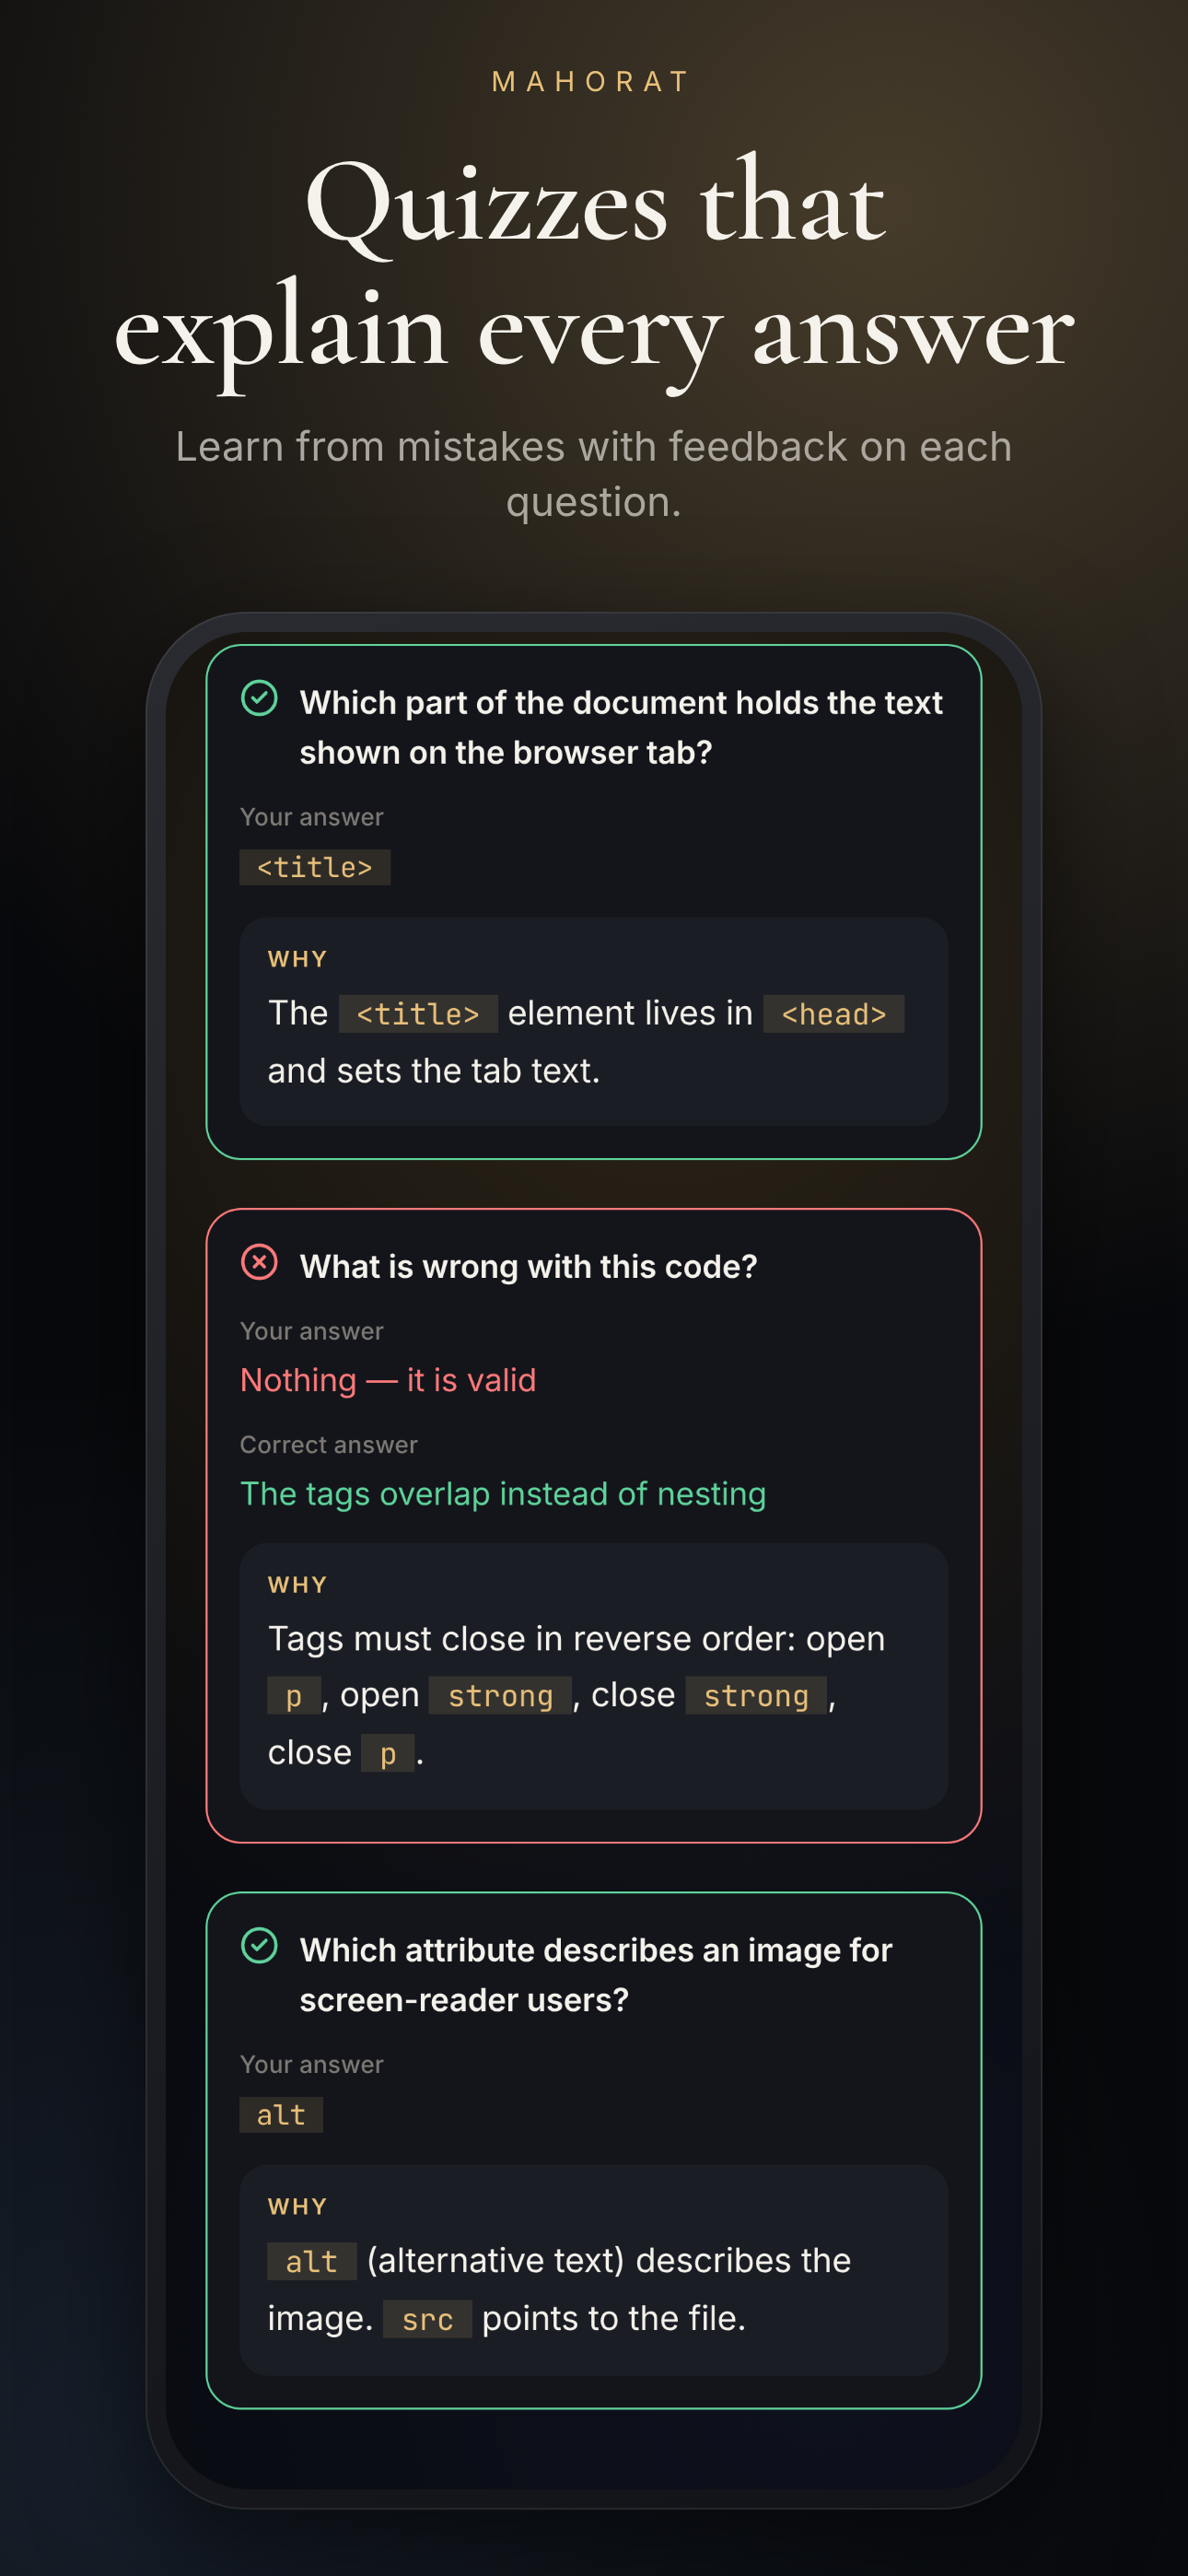 MAHORAT
Quizzes that
explain every answer
Learn from mistakes with feedback on each
question.
Which part of the document holds the text
shown on the browser tab?
Your answer
<title>
WHY
The <title> element lives in <head>
and sets the tab text.
What is wrong with this code?
Your answer
Nothing — it is valid
Correct answer
The tags overlap instead of nesting
WHY
Tags must close in reverse order: open
p, open strong, close strong,
close p.
Which attribute describes an image for
screen-reader users?
Your answer
alt
WHY
alt (alternative text) describes the
image. src points to the file.